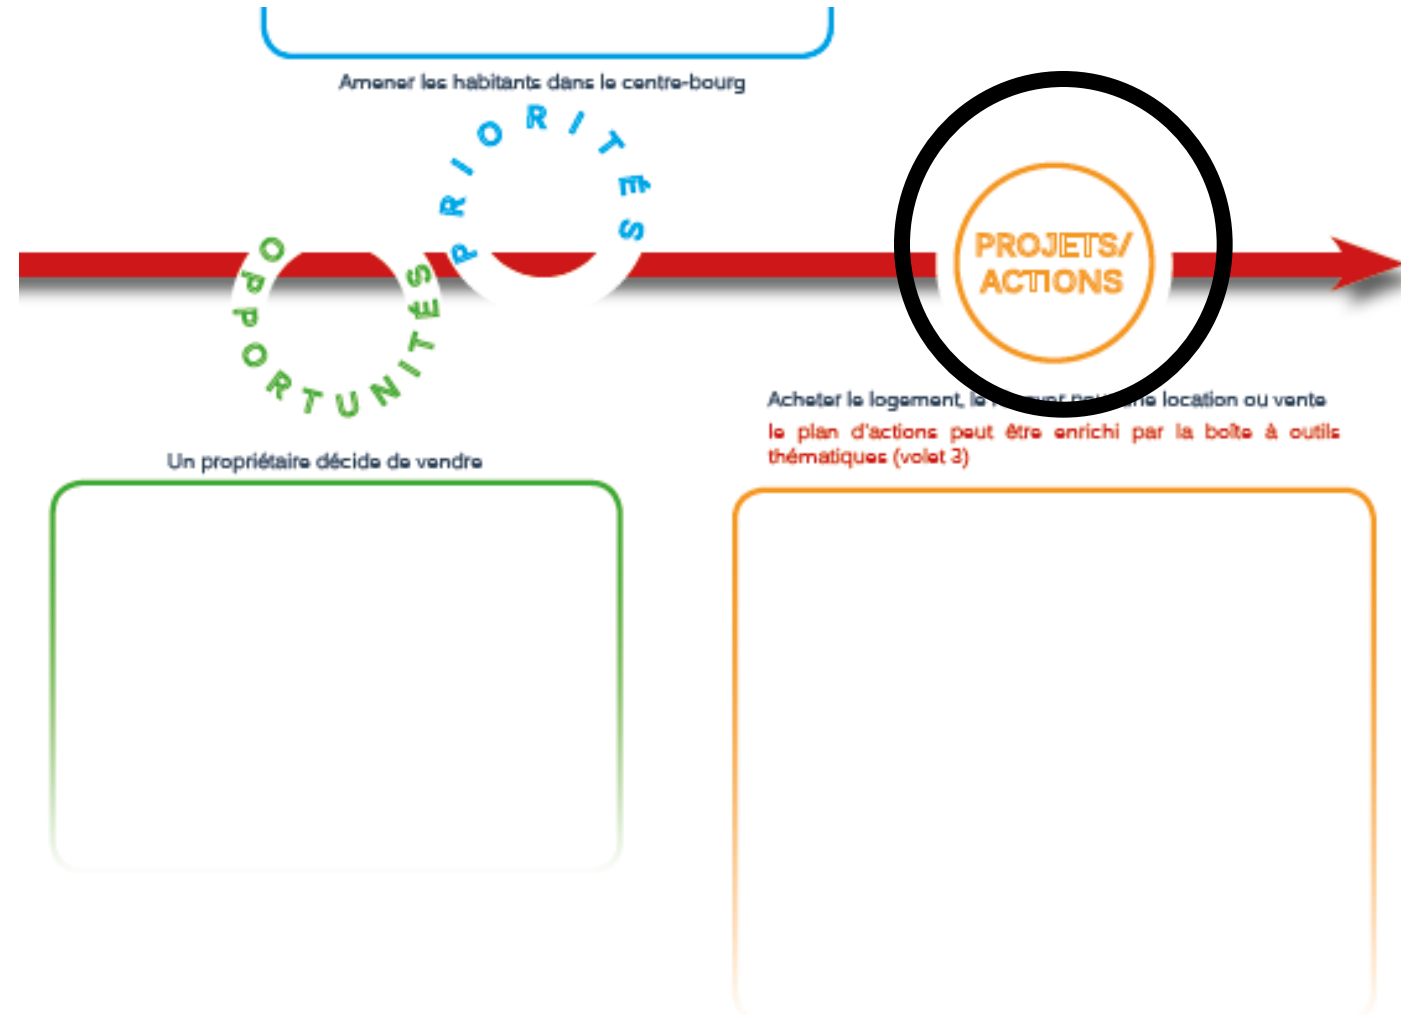 Amener les habitants dans le centre-bourg
PRIORITÉS
OPPORTUNITÉS
PROJETS/
ACTIONS
Acheter le logement, le location ou vente
le plan d'actions peut être enrichi par la boîte à outils
thématiques (volet 3)
Un propriétaire décide de vendre